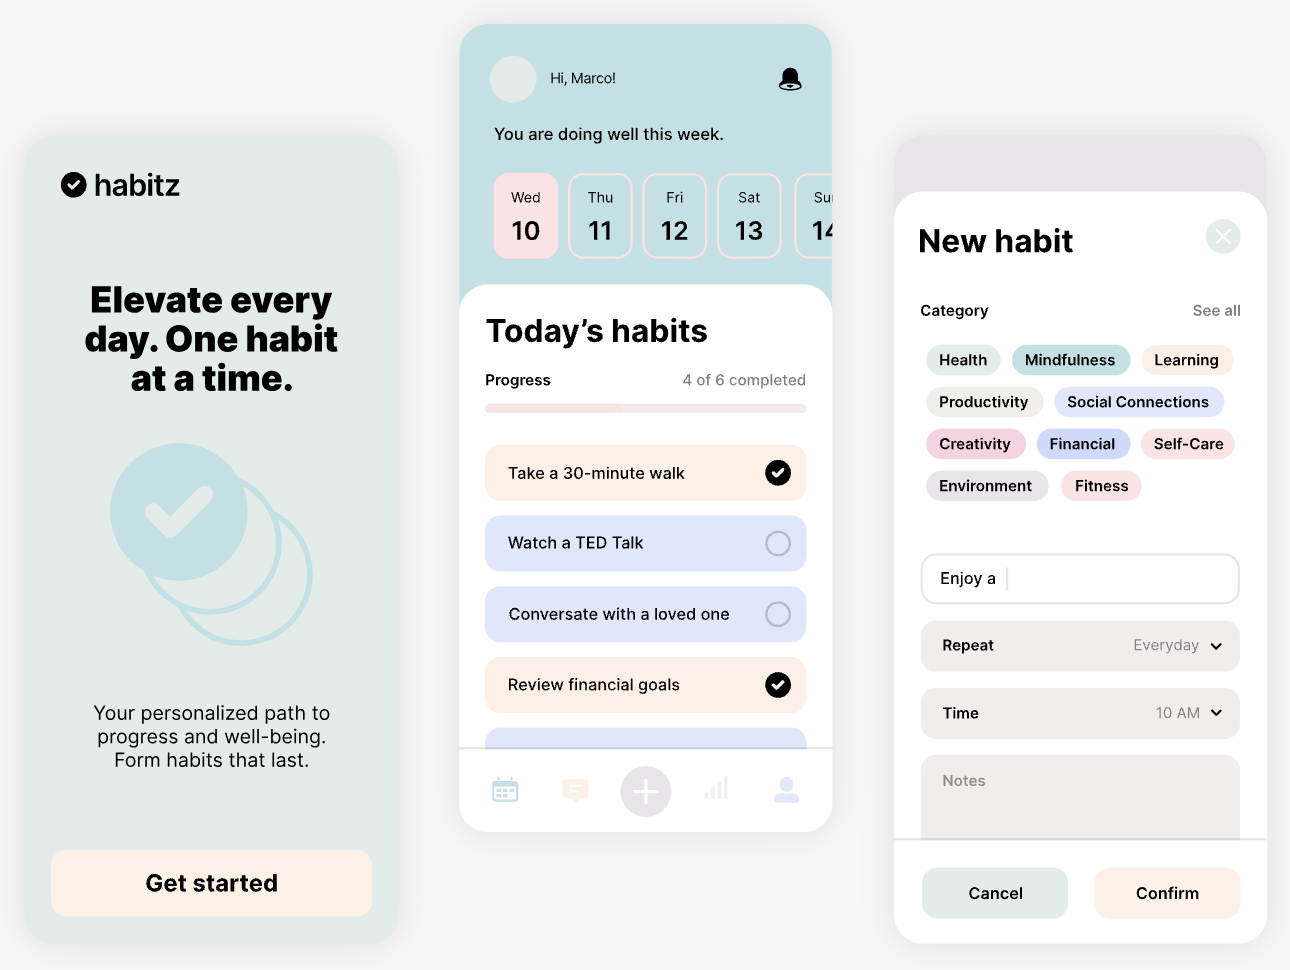 habitz
Elevate every
day. One habit
at a time.
Your personalized path to
progress and well-being.
Form habits that last.
Get started
Hi, Marco!
You are doing well this week.
Wed Thu Fri Sat Sun
10 11 12 13 14
Today’s habits
Progress 4 of 6 completed
Take a 30-minute walk
Watch a TED Talk
Conversate with a loved one
Review financial goals
New habit
Category See all
Health Mindfulness Learning
Productivity Social Connections
Creativity Financial Self-Care
Environment Fitness
Enjoy a
Repeat Everyday
Time 10 AM
Notes
Cancel Confirm